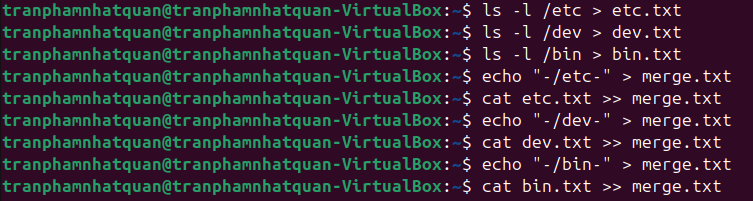 tranphamnhatquan@tranphamnhatquan-VirtualBox:~$ ls -l /etc > etc.txt
tranphamnhatquan@tranphamnhatquan-VirtualBox:~$ ls -l /dev > dev.txt
tranphamnhatquan@tranphamnhatquan-VirtualBox:~$ ls -l /bin > bin.txt
tranphamnhatquan@tranphamnhatquan-VirtualBox:~$ echo "-/etc-" > merge.txt
tranphamnhatquan@tranphamnhatquan-VirtualBox:~$ cat etc.txt >> merge.txt
tranphamnhatquan@tranphamnhatquan-VirtualBox:~$ echo "-/dev-" > merge.txt
tranphamnhatquan@tranphamnhatquan-VirtualBox:~$ cat dev.txt >> merge.txt
tranphamnhatquan@tranphamnhatquan-VirtualBox:~$ echo "-/bin-" > merge.txt
tranphamnhatquan@tranphamnhatquan-VirtualBox:~$ cat bin.txt >> merge.txt